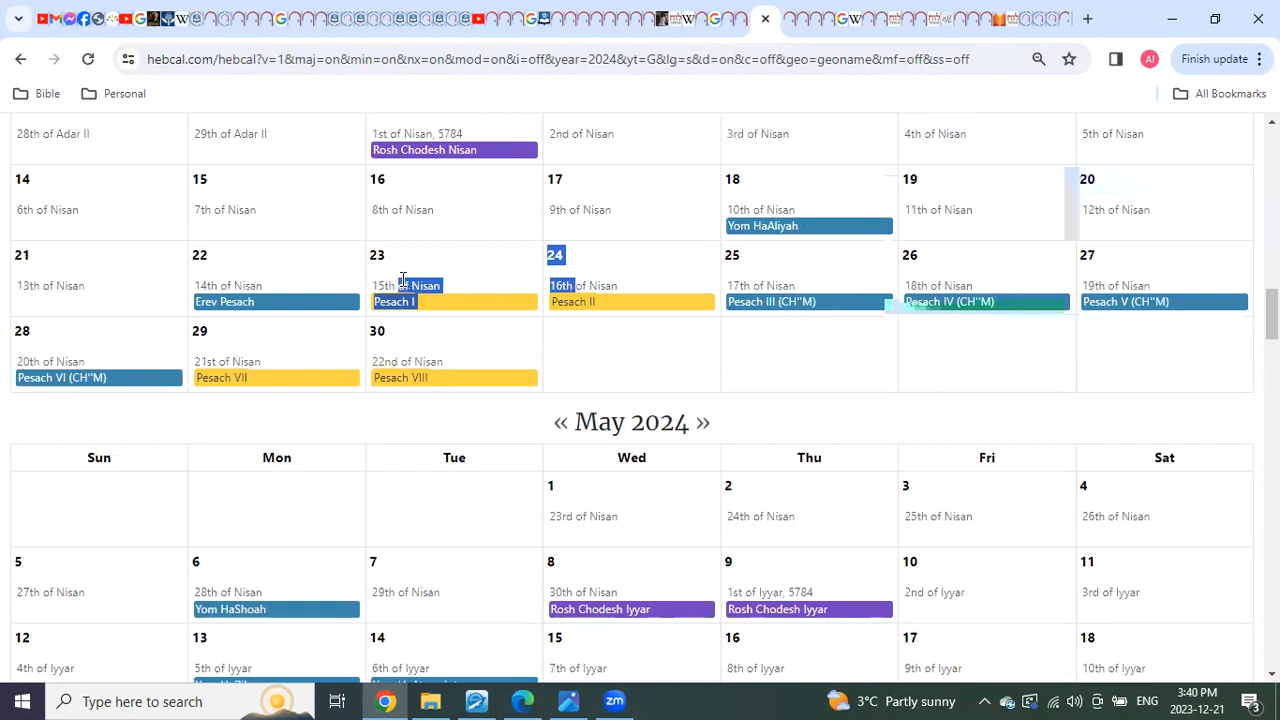 hebcal.com/hebcal?v=1&maj=on&min=on&nx=on&mod=on&i=off&year=2024&yt=G&lg=s&d=on&c=off&geo=geoname&mf=off&ss=off
AI
Finish update
Bible
Personal
All Bookmarks
28th of Adar II
29th of Adar II
1st of Nisan, 5784
2nd of Nisan
3rd of Nisan
4th of Nisan
5th of Nisan
Rosh Chodesh Nisan
14
15
16
17
18
19
20
6th of Nisan
7th of Nisan
8th of Nisan
9th of Nisan
10th of Nisan
11th of Nisan
12th of Nisan
Yom HaAliyah
21
22
23
24
25
26
27
13th of Nisan
14th of Nisan
15th of Nisan
16th of Nisan
17th of Nisan
18th of Nisan
19th of Nisan
Erev Pesach
Pesach I
Pesach II
Pesach III (CH''M)
Pesach IV (CH''M)
Pesach V (CH''M)
28
29
30
20th of Nisan
21st of Nisan
22nd of Nisan
Pesach VI (CH''M)
Pesach VII
Pesach VIII
« May 2024 »
Sun
Mon
Tue
Wed
Thu
Fri
Sat
1
2
3
4
23rd of Nisan
24th of Nisan
25th of Nisan
26th of Nisan
5
6
7
8
9
10
11
27th of Nisan
28th of Nisan
29th of Nisan
30th of Nisan
1st of Iyyar, 5784
2nd of Iyyar
3rd of Iyyar
Yom HaShoah
Rosh Chodesh Iyyar
Rosh Chodesh Iyyar
12
13
14
15
16
17
18
4th of Iyyar
5th of Iyyar
6th of Iyyar
7th of Iyyar
8th of Iyyar
9th of Iyyar
10th of Iyyar
Type here to search
3°C Partly sunny
ENG
3:40 PM
2023-12-21
3